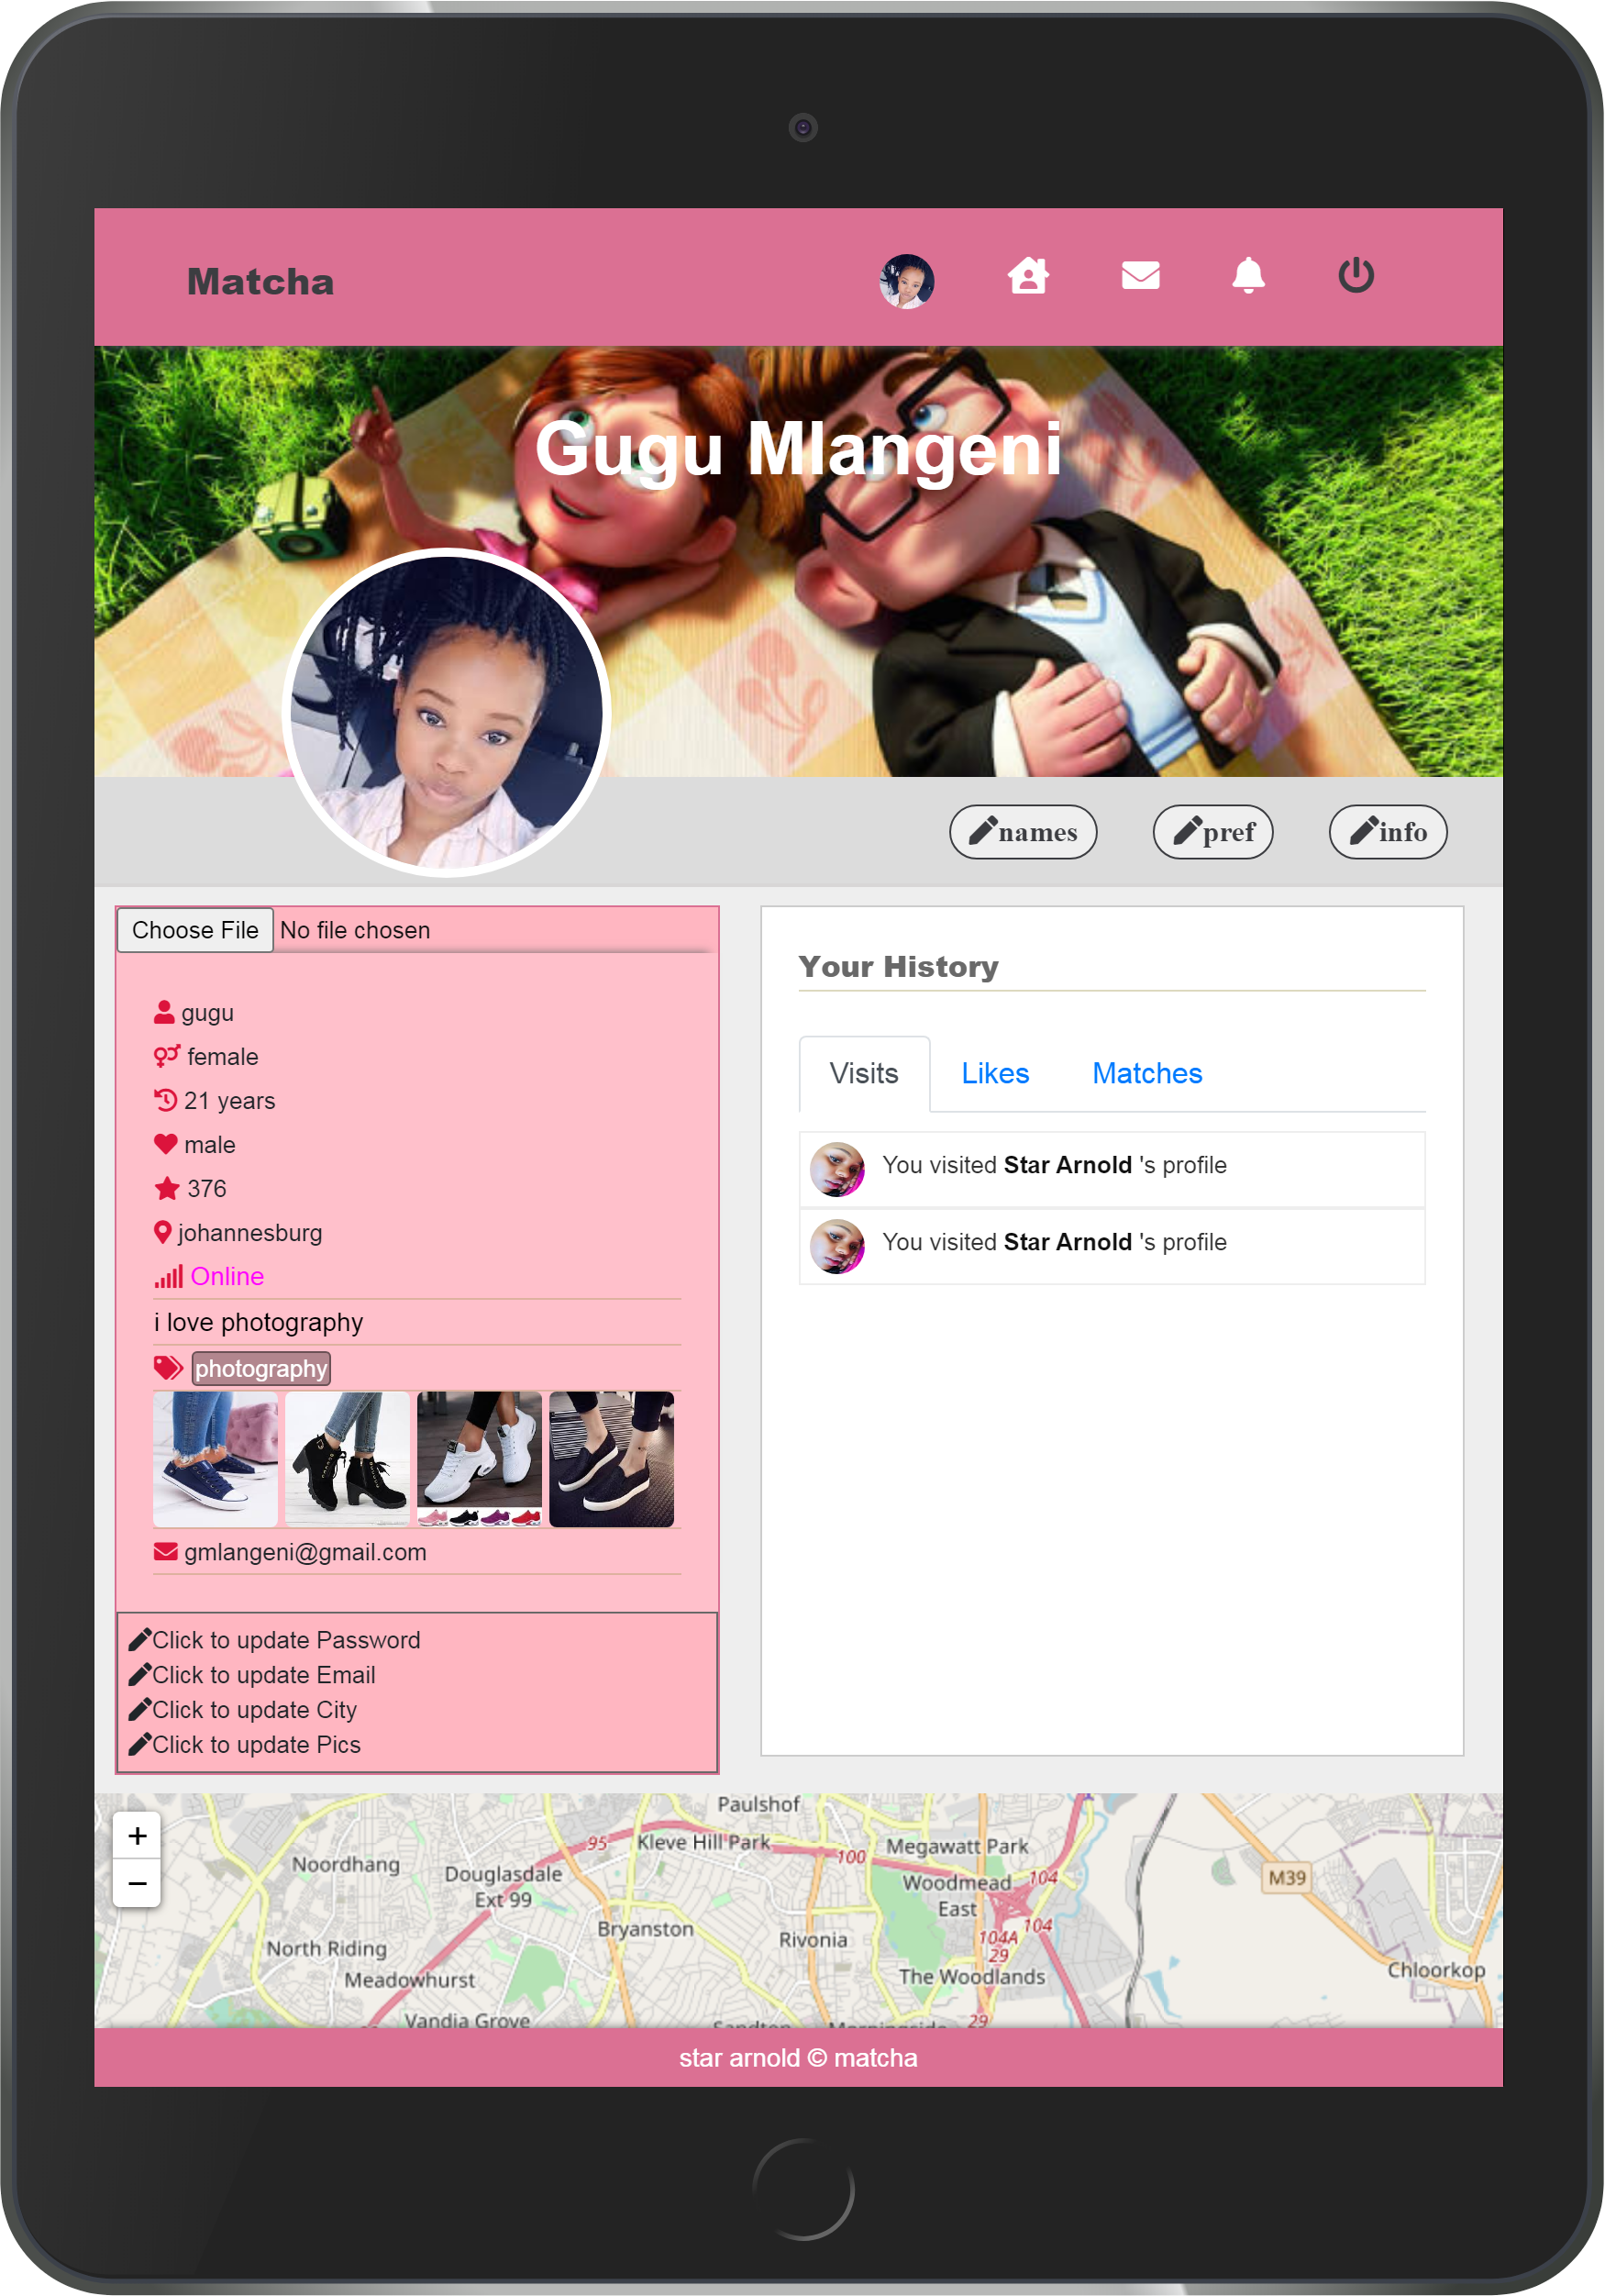 Matcha
Gugu Mlangeni
names
pref
info
Choose File No file chosen
gugu
female
21 years
male
376
johannesburg
Online
i love photography
photography
gmlangeni@gmail.com
Click to update Password
Click to update Email
Click to update City
Click to update Pics
Your History
Visits Likes Matches
You visited Star Arnold 's profile
You visited Star Arnold 's profile
+
−
Paulshof
95
Kleve Hill Park
100
Megawatt Park
Noordhang
Douglasdale
Ext 99
Woodmead
East
104
M39
Bryanston
Rivonia
104
104A
29
North Riding
Meadowhurst
The Woodlands
Chloorkop
Vandia Grove
29
star arnold © matcha